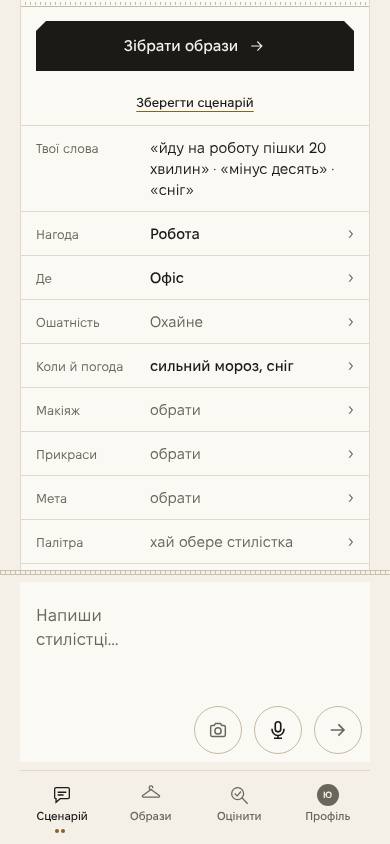 Зібрати образи →
Зберегти сценарій
Твої слова «йду на роботу пішки 20
хвилин» · «мінус десять» ·
«сніг»
Нагода Робота
Де Офіс
Ошатність Охайне
Коли й погода сильний мороз, сніг
Макіяж обрати
Прикраси обрати
Мета обрати
Палітра хай обере стилістка
Напиши
стилістці...
Ю
Сценарій Образи Оцінити Профіль